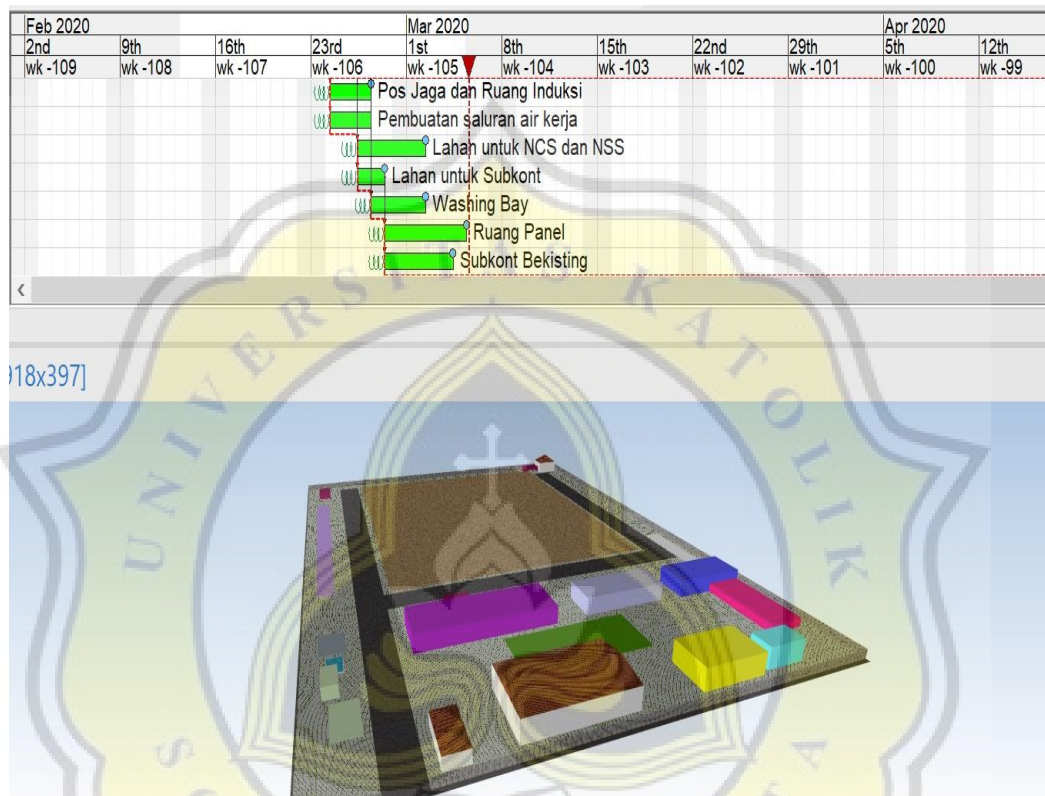 Feb 2020 Mar 2020 Apr 2020
2nd 9th 16th 23rd 1st 8th 15th 22nd 29th 5th 12th
wk -109 wk -108 wk -107 wk -106 wk -105 wk -104 wk -103 wk -102 wk -101 wk -100 wk -99
Pos Jaga dan Ruang Induksi
Pembuatan saluran air kerja
Lahan untuk NCS dan NSS
Lahan untuk Subkont
Washing Bay
Ruang Panel
Subkont Bekisting
918x397]
UNIVERSITAS KATOLIK